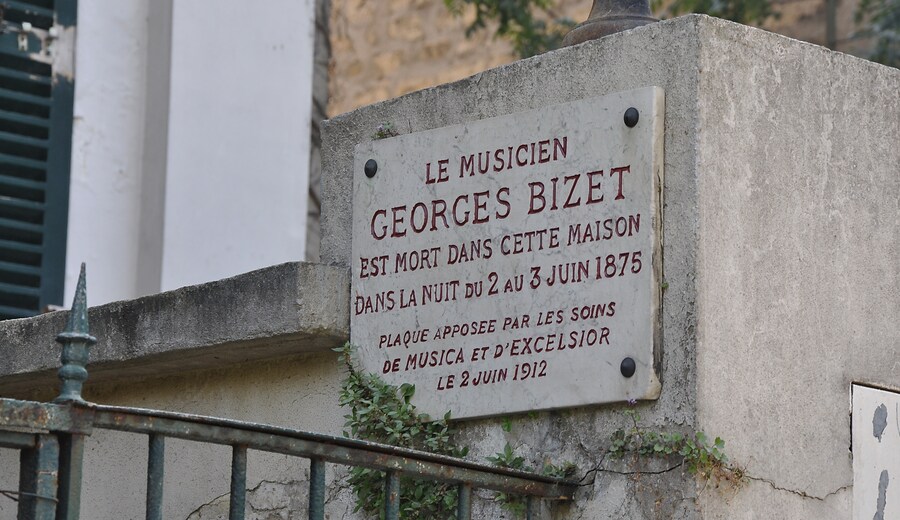 LE MUSICIEN
GEORGES BIZET
EST MORT DANS CETTE MAISON
DANS LA NUIT DU 2 AU 3 JUIN 1875
PLAQUE APPOSEE PAR LES SOINS
DE MUSICA ET D'EXCELSIOR
LE 2 JUIN 1912